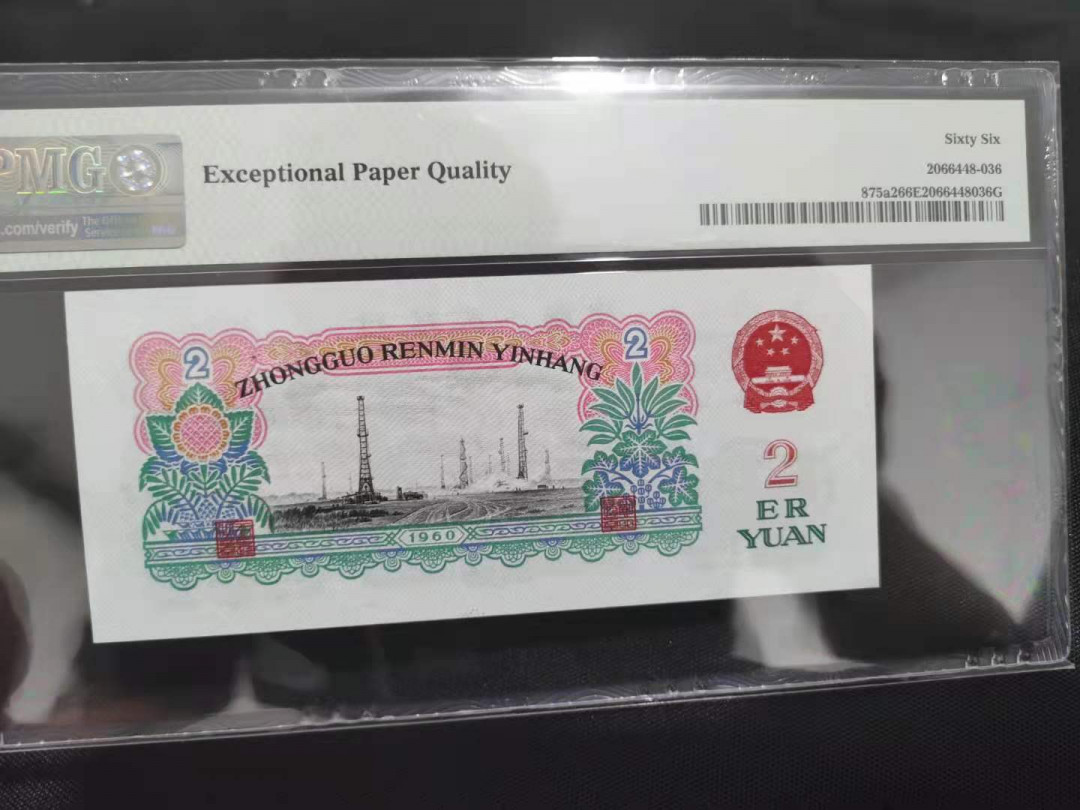 Sixty Six
PMG
Exceptional Paper Quality
2066448-036
875a266E2066448036G
.com/verify
2
ZHONGGUO RENMIN YINHANG
2
1960
2
ER
YUAN